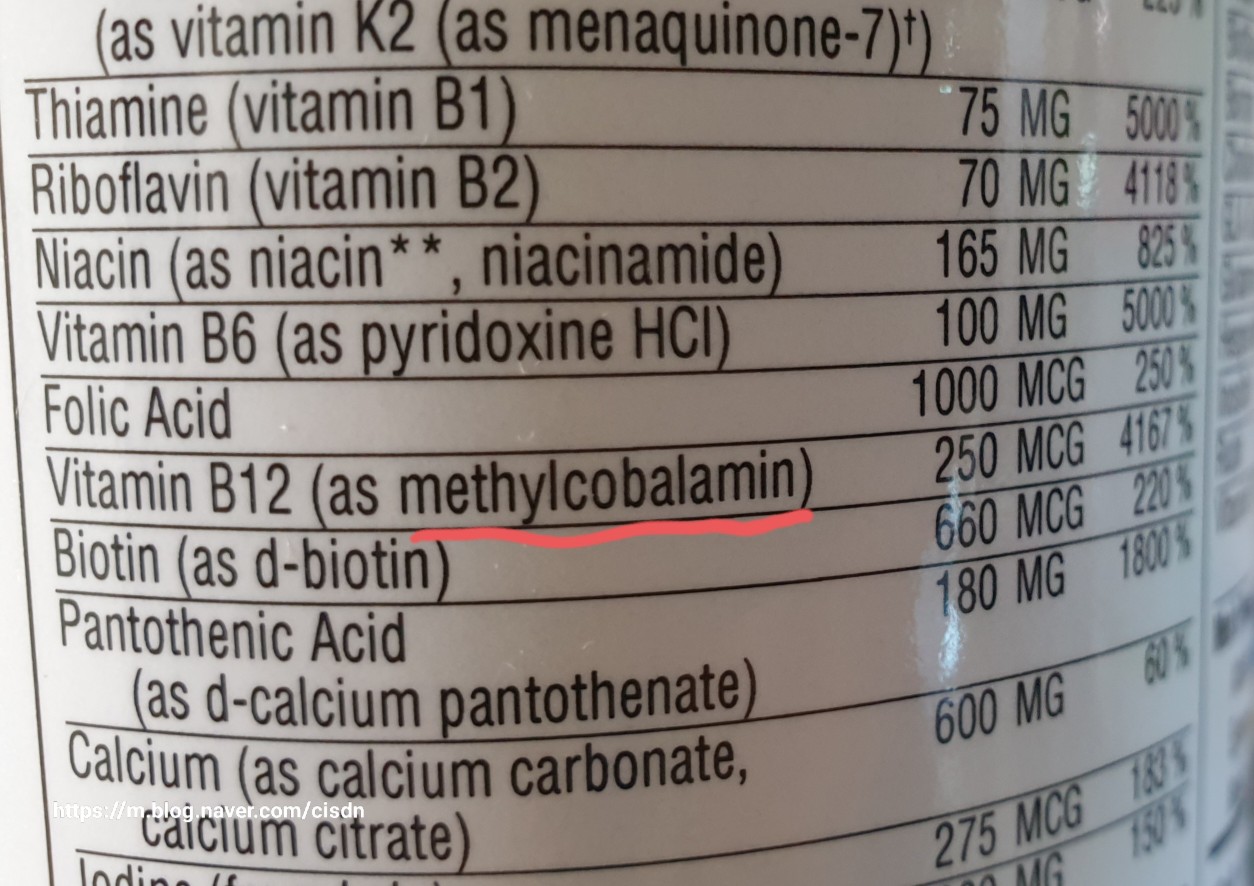 (as vitamin K2 (as menaquinone-7)†)
Thiamine (vitamin B1) 75 MG 5000%
Riboflavin (vitamin B2) 70 MG 4118%
Niacin (as niacin**, niacinamide) 165 MG 825%
Vitamin B6 (as pyridoxine HCl) 100 MG 5000%
Folic Acid 1000 MCG 250%
Vitamin B12 (as methylcobalamin) 250 MCG 4167%
Biotin (as d-biotin) 660 MCG 220%
Pantothenic Acid
(as d-calcium pantothenate) 180 MG 1800%
Calcium (as calcium carbonate,
calcium citrate) 600 MG 60%
https://m.blog.naver.com/cisdn
275 MCG 183%
MG 150%